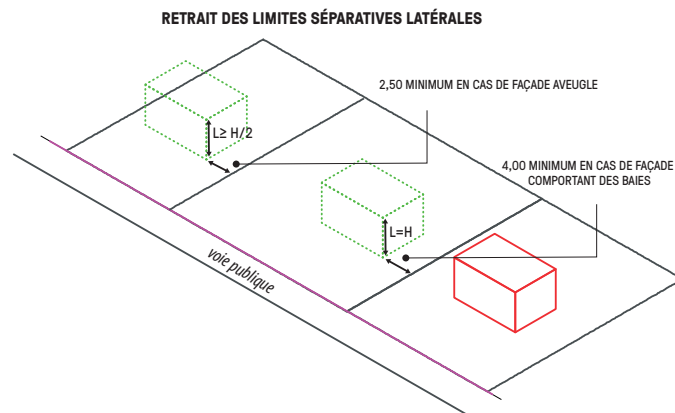 RETRAIT DES LIMITES SÉPARATIVES LATÉRALES
2,50 MINIMUM EN CAS DE FAÇADE AVEUGLE
L≥ H/2
4,00 MINIMUM EN CAS DE FAÇADE
COMPORTANT DES BAIES
L=H
voie publique